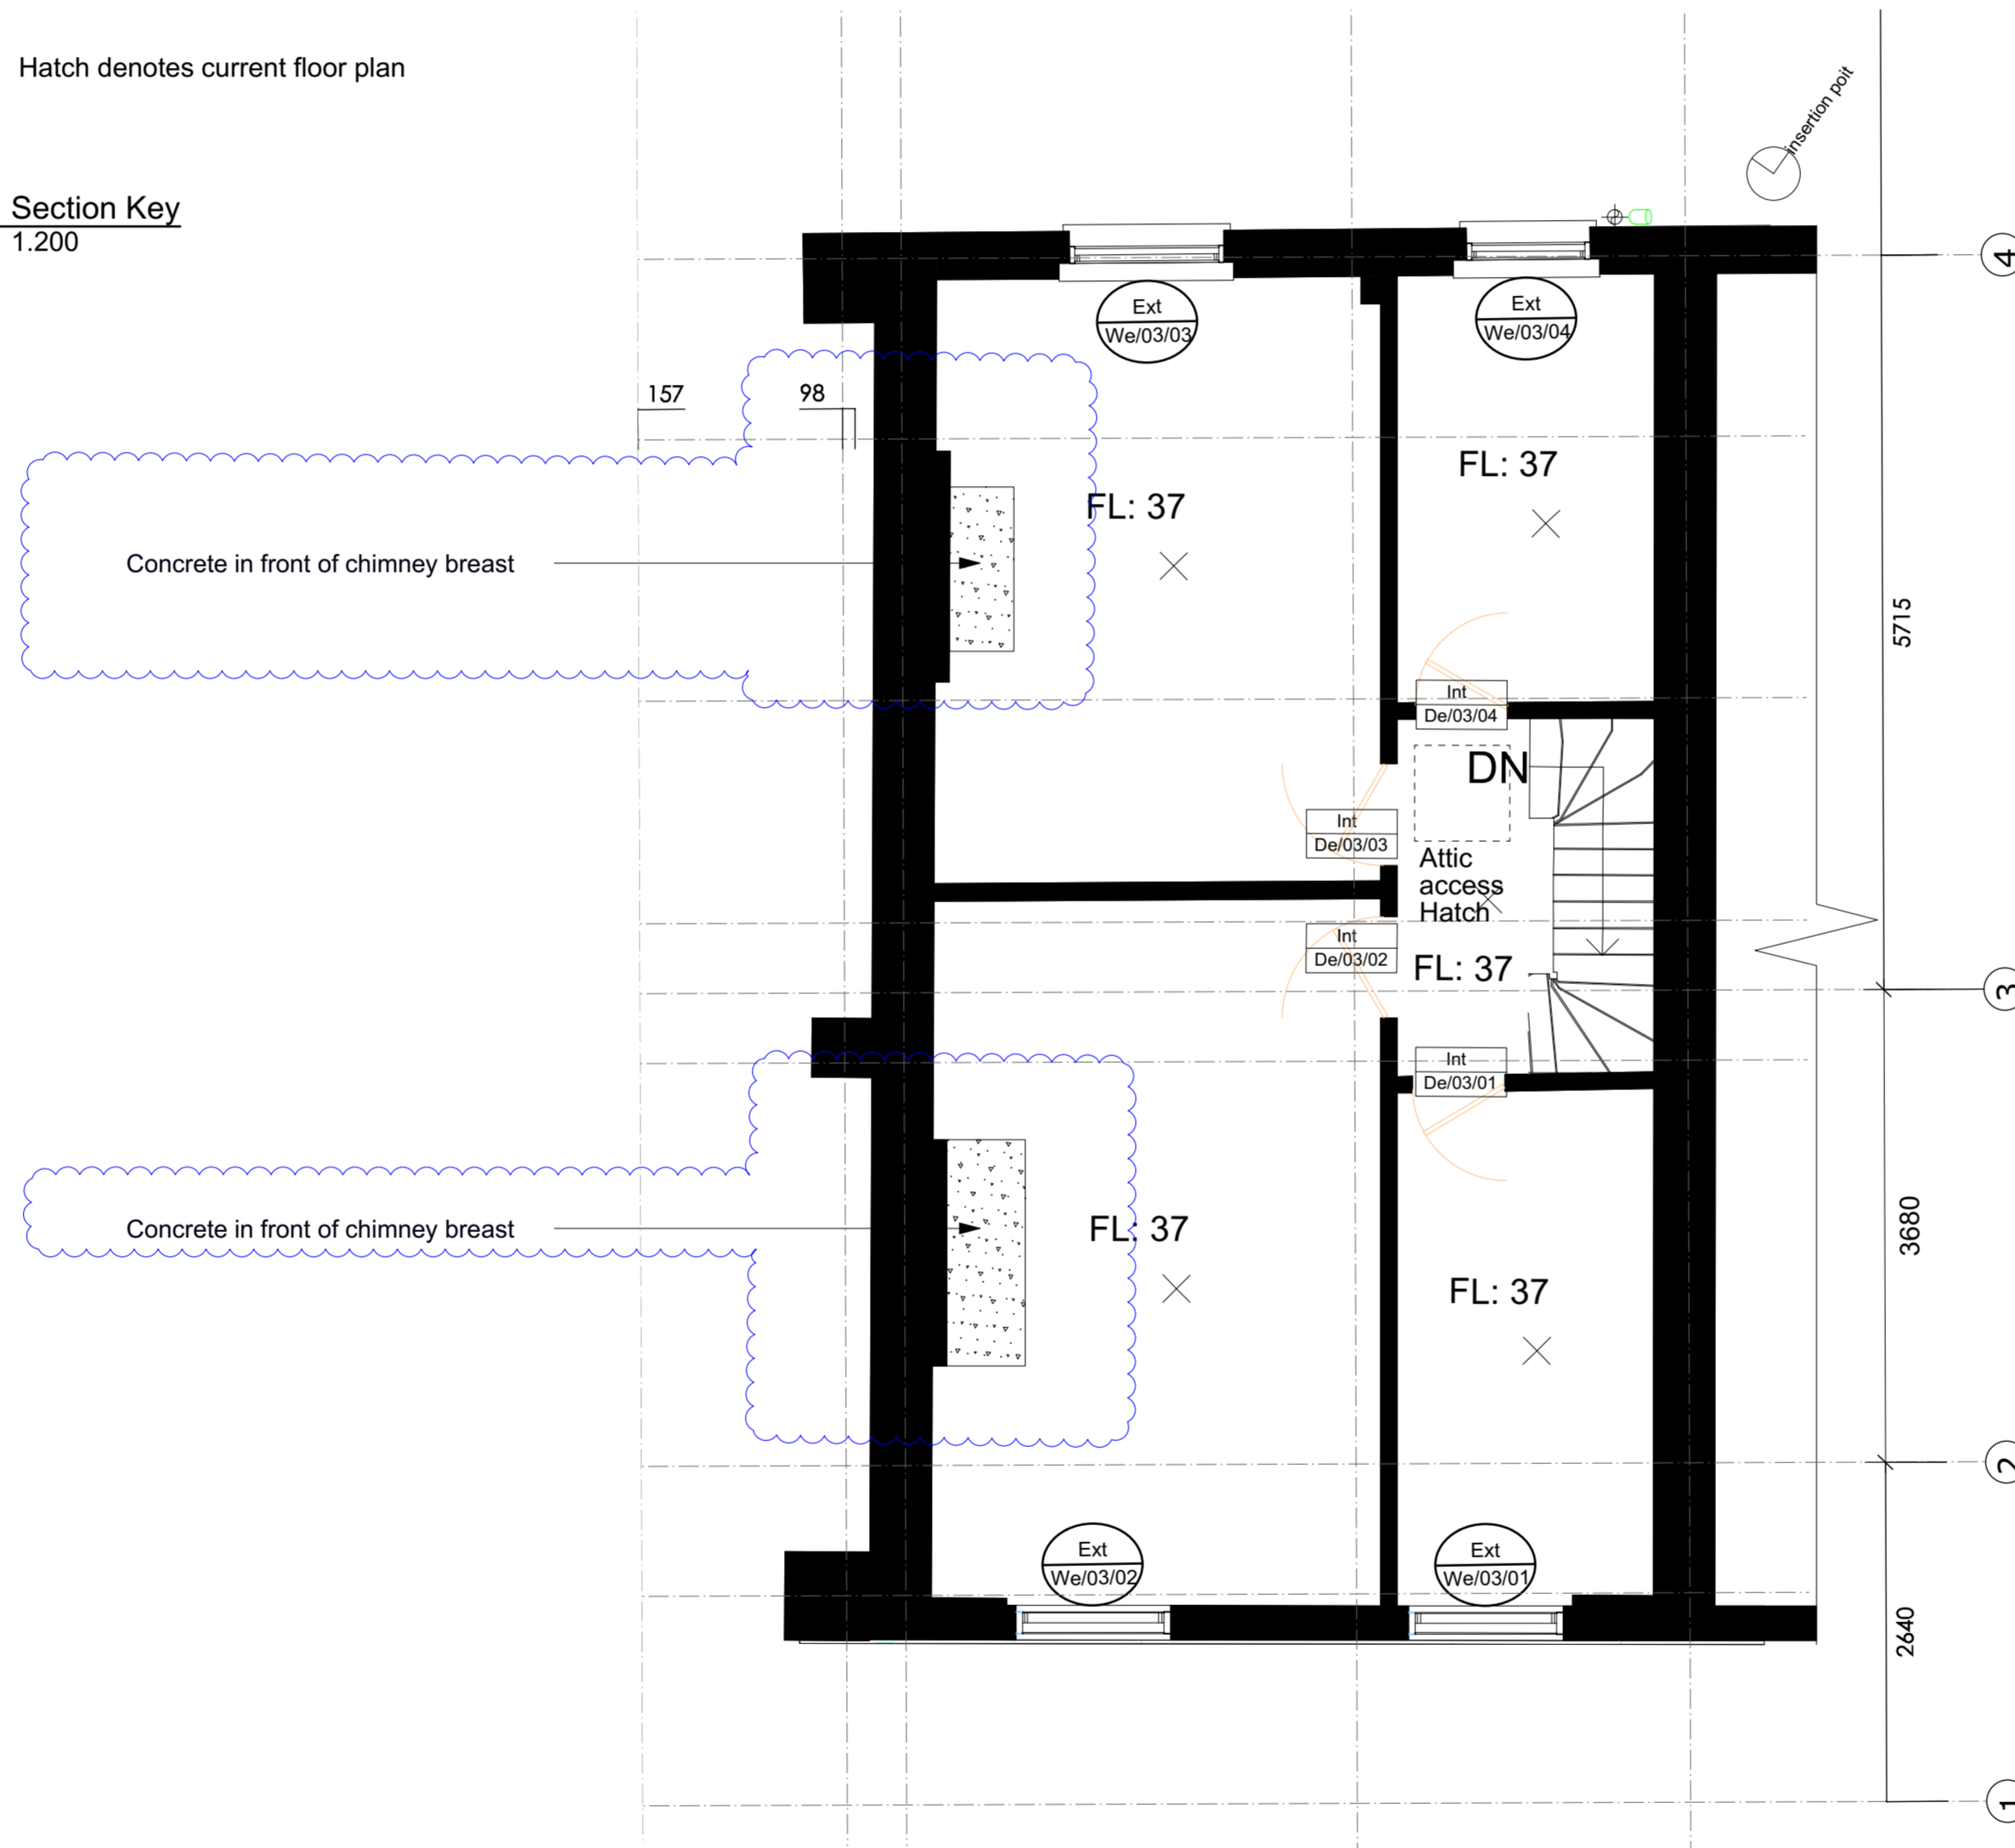 Hatch denotes current floor plan
insertion poit
Section Key
1.200
4
Ext
We/03/03
Ext
We/03/04
157
98
FL: 37
FL: 37
Concrete in front of chimney breast
5715
Int
De/03/04
DN
Int
De/03/03
Attic
access
Hatch
Int
De/03/02
FL: 37
3
Int
De/03/01
Concrete in front of chimney breast
FL: 37
3680
FL: 37
2
Ext
We/03/02
Ext
We/03/01
2640
1